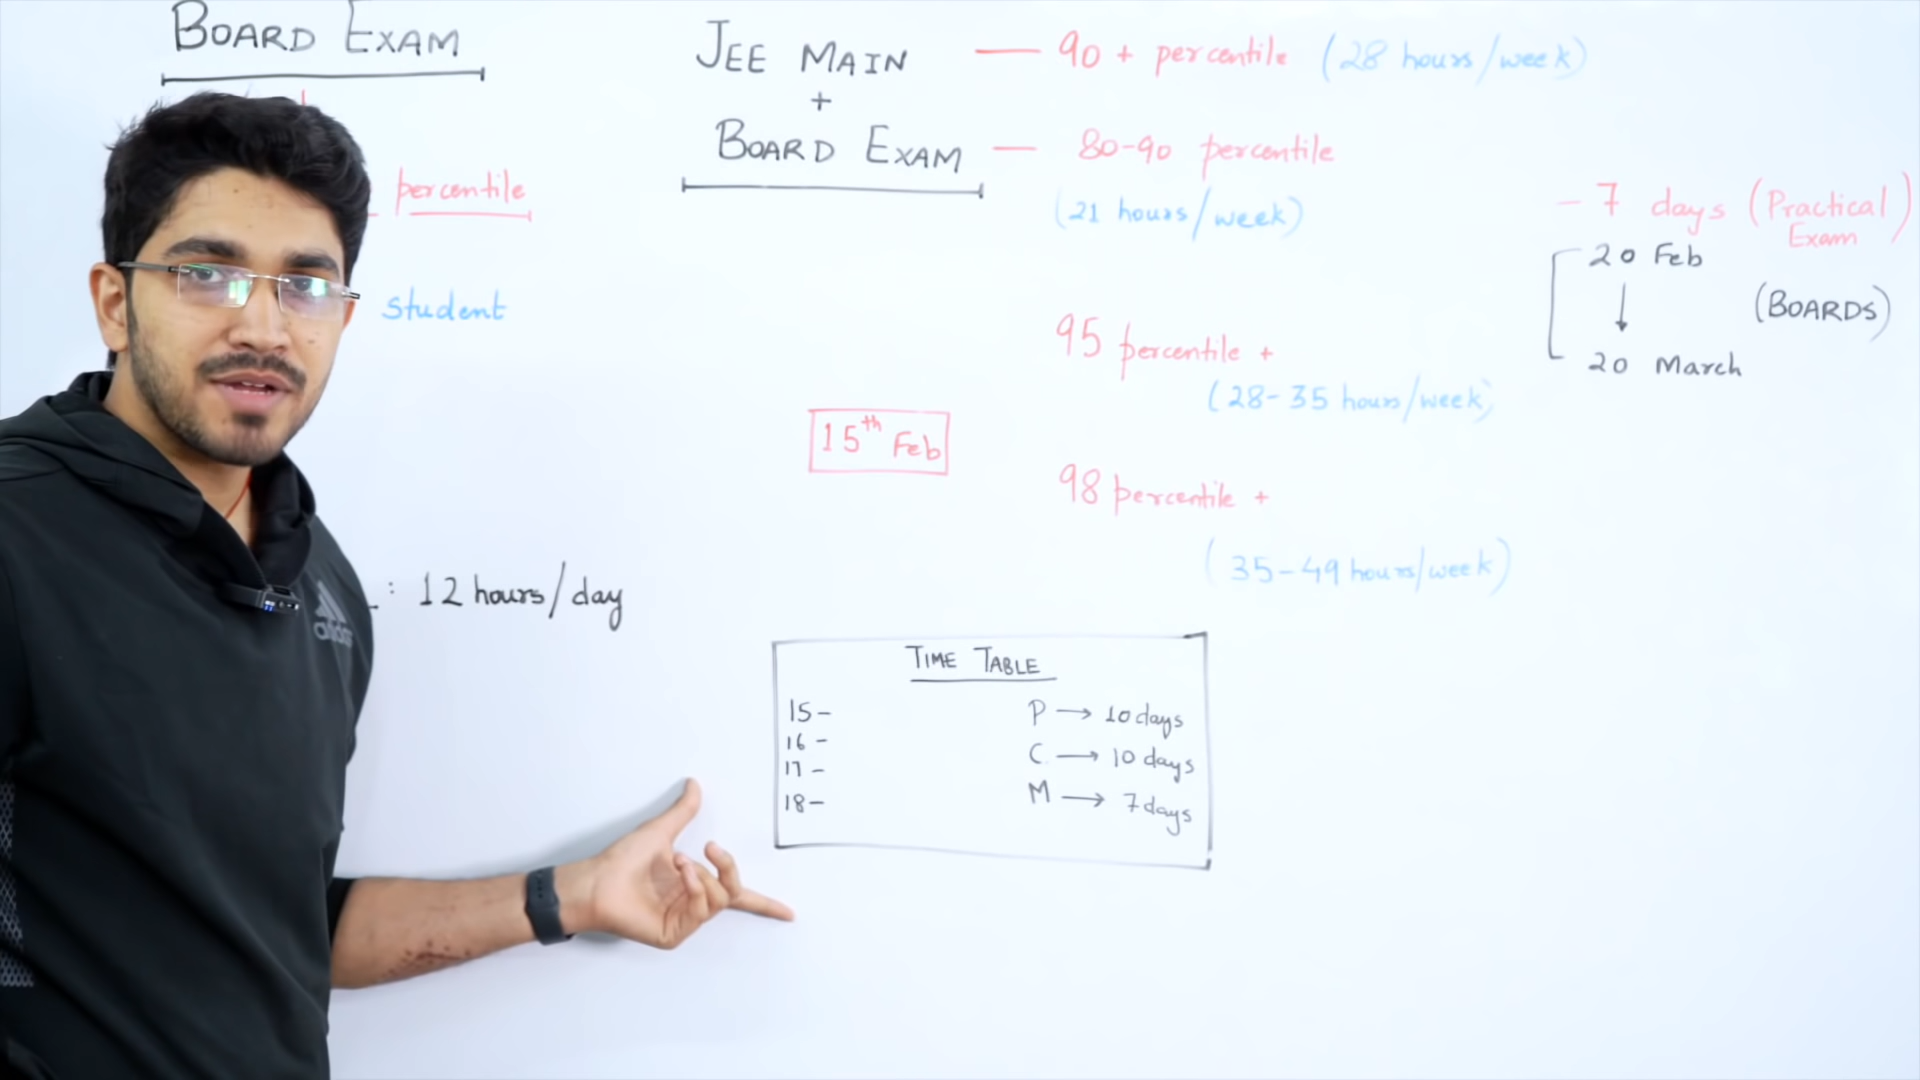 BOARD EXAM
percentile
student
: 12 hours/day
JEE MAIN — 90 + percentile (28 hours/week)
+
BOARD EXAM — 80-90 percentile
(21 hours/week)
95 percentile +
(28-35 hours/week)
15th Feb
98 percentile +
(35-49 hours/week)
- 7 days (Practical Exam)
20 Feb
↓
(BOARDS)
20 March
TIME TABLE
15-
16-
17-
18-
P → 10 days
C → 10 days
M → 7 days
adidas